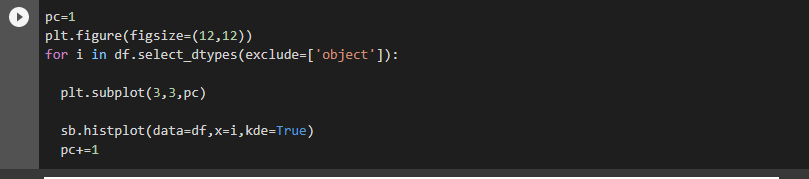 pc=1
plt.figure(figsize=(12,12))
for i in df.select_dtypes(exclude=['object']):
  plt.subplot(3,3,pc)
  sb.histplot(data=df,x=i,kde=True)
  pc+=1